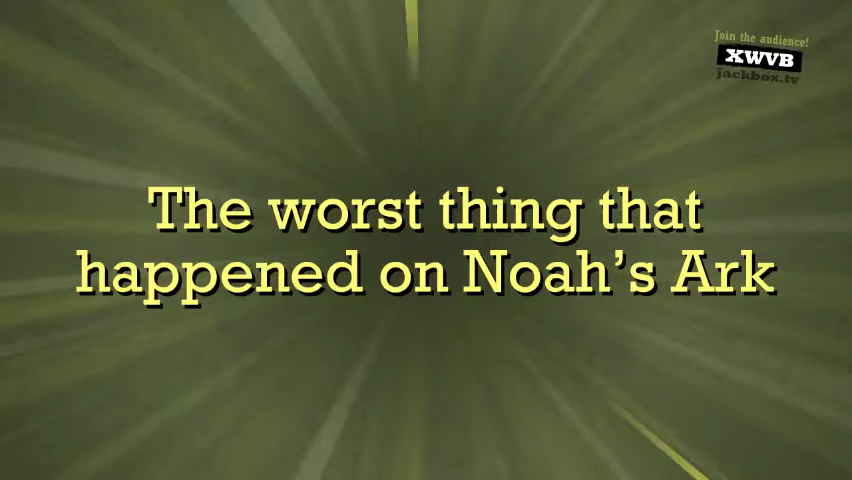 Join the audience!
XWVB
jackbox.tv
The worst thing that
happened on Noah's Ark